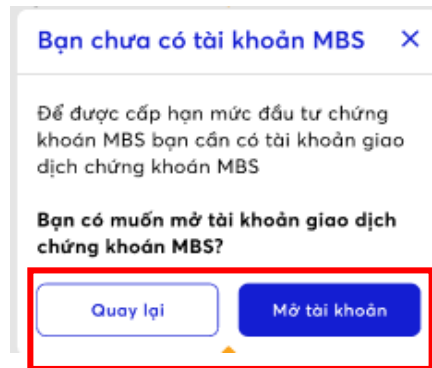 Bạn chưa có tài khoản MBS
Để được cấp hạn mức đầu tư chứng
khoán MBS bạn cần có tài khoản giao
dịch chứng khoán MBS
Bạn có muốn mở tài khoản giao dịch
chứng khoán MBS?
Quay lại
Mở tài khoản